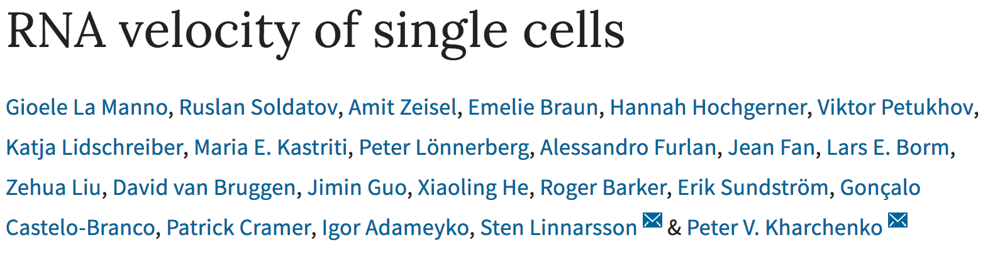 RNA velocity of single cells
Gioele La Manno, Ruslan Soldatov, Amit Zeisel, Emelie Braun, Hannah Hochgerner, Viktor Petukhov,
Katja Lidschreiber, Maria E. Kastriti, Peter Lönnerberg, Alessandro Furlan, Jean Fan, Lars E. Borm,
Zehua Liu, David van Bruggen, Jimin Guo, Xiaoling He, Roger Barker, Erik Sundström, Gonçalo
Castelo-Branco, Patrick Cramer, Igor Adameyko, Sten Linnarsson & Peter V. Kharchenko